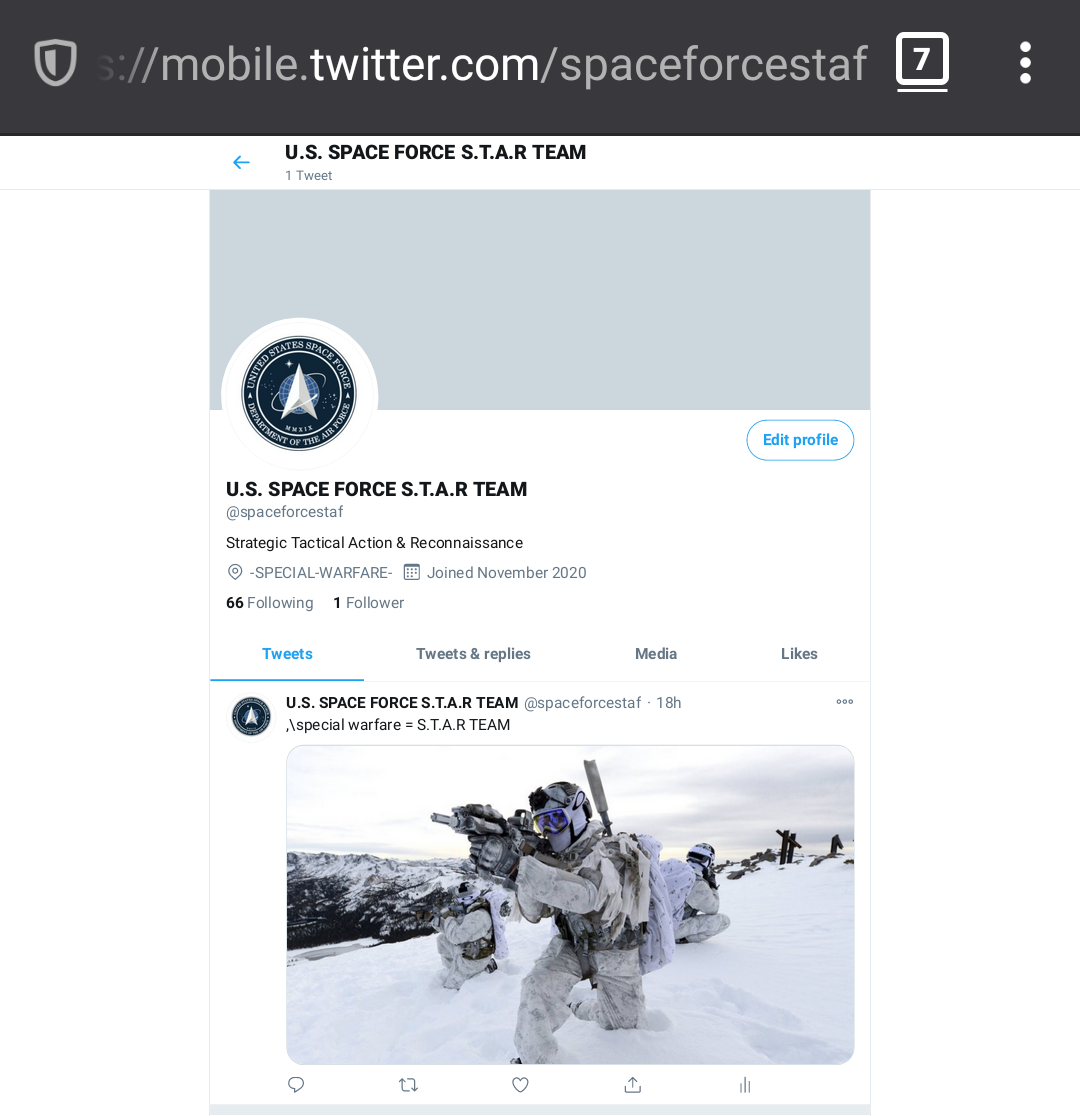 s://mobile.twitter.com/spaceforcestaf
7
U.S. SPACE FORCE S.T.A.R TEAM
1 Tweet
UNITED STATES SPACE FORCE
DEPARTMENT OF THE AIR FORCE
MMXIX
Edit profile
U.S. SPACE FORCE S.T.A.R TEAM
@spaceforcestaf
Strategic Tactical Action & Reconnaissance
-SPECIAL-WARFARE- Joined November 2020
66 Following 1 Follower
Tweets Tweets & replies Media Likes
U.S. SPACE FORCE S.T.A.R TEAM @spaceforcestaf · 18h
,\special warfare = S.T.A.R TEAM